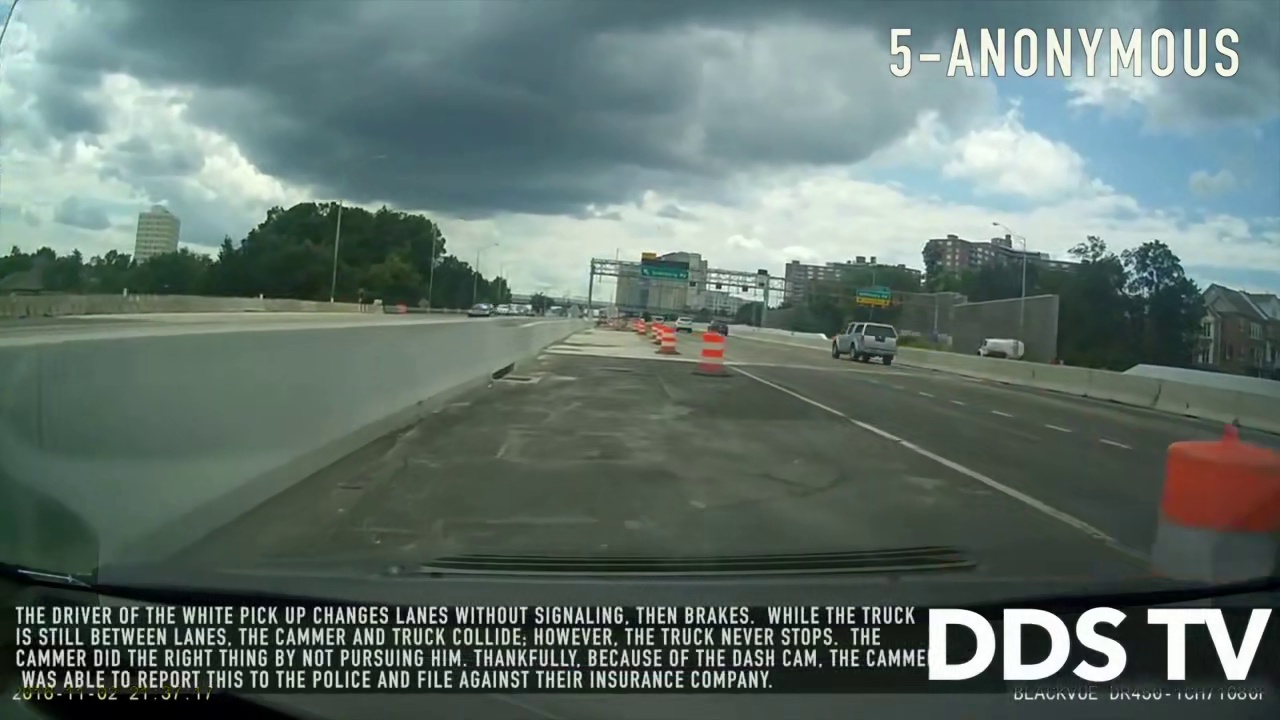 5-ANONYMOUS
THE DRIVER OF THE WHITE PICK UP CHANGES LANES WITHOUT SIGNALING, THEN BRAKES. WHILE THE TRUCK
IS STILL BETWEEN LANES, THE CAMMER AND TRUCK COLLIDE; HOWEVER, THE TRUCK NEVER STOPS. THE
CAMMER DID THE RIGHT THING BY NOT PURSUING HIM. THANKFULLY, BECAUSE OF THE DASH CAM, THE CAMME
WAS ABLE TO REPORT THIS TO THE POLICE AND FILE AGAINST THEIR INSURANCE COMPANY.
DDS TV
BLACKVUE